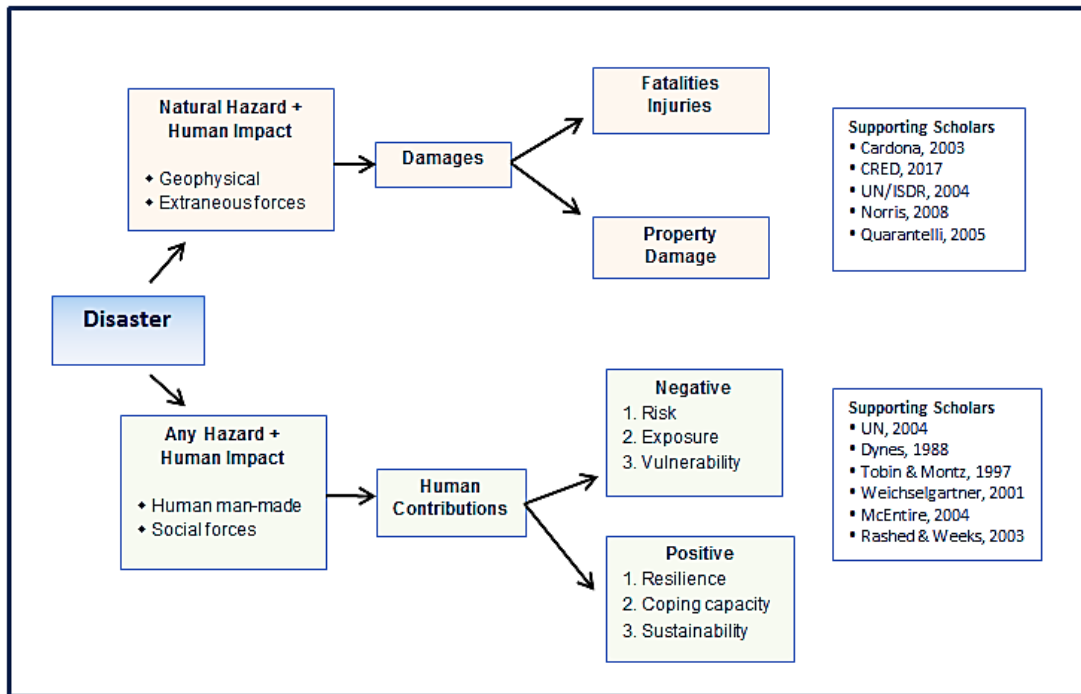 Natural Hazard +
Human Impact
◆ Geophysical
◆ Extraneous forces
Damages
Fatalities
Injuries
Property
Damage
Supporting Scholars
▪ Cardona, 2003
▪ CRED, 2017
▪ UN/ISDR, 2004
▪ Norris, 2008
▪ Quarantelli, 2005
Disaster
Any Hazard +
Human Impact
◆ Human man-made
◆ Social forces
Human
Contributions
Negative
1. Risk
2. Exposure
3. Vulnerability
Positive
1. Resilience
2. Coping capacity
3. Sustainability
Supporting Scholars
▪ UN, 2004
▪ Dynes, 1988
▪ Tobin & Montz, 1997
▪ Weichselgartner, 2001
▪ McEntire, 2004
▪ Rashed & Weeks, 2003